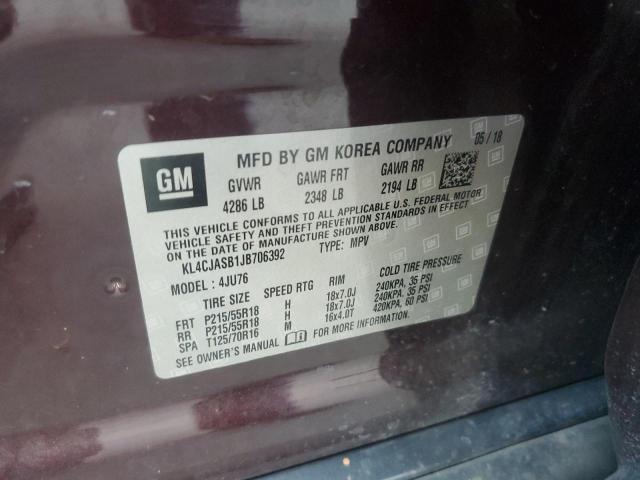 GM
MFD BY GM KOREA COMPANY 05 / 18
GVWR GAWR FRT GAWR RR
4286 LB 2348 LB 2194 LB
THIS VEHICLE CONFORMS TO ALL APPLICABLE U.S. FEDERAL MOTOR
VEHICLE SAFETY AND THEFT PREVENTION STANDARDS IN EFFECT
ON THE DATE OF MANUFACTURE SHOWN ABOVE.
KL4CJASB1JB706392 TYPE: MPV
MODEL : 4JU76
TIRE SIZE SPEED RTG RIM COLD TIRE PRESSURE
FRT P215/55R18 H 18x7.0J 240KPA, 35 PSI
RR P215/55R18 H 18x7.0J 240KPA, 35 PSI
SPA T125/70R16 M 16x4.0T 420KPA, 60 PSI
SEE OWNER'S MANUAL FOR MORE INFORMATION.